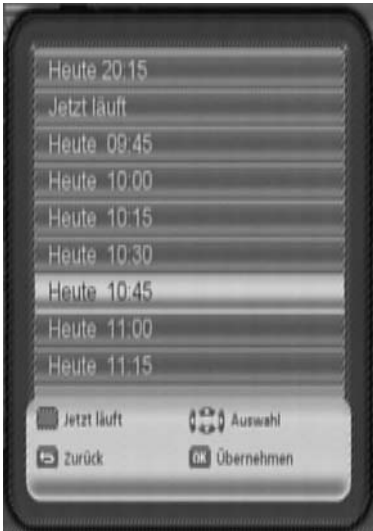 Heute 20:15
Jetzt läuft
Heute 09:45
Heute 10:00
Heute 10:15
Heute 10:30
Heute 10:45
Heute 11:00
Heute 11:15
Jetzt läuft Auswahl
Zurück OK Übernehmen